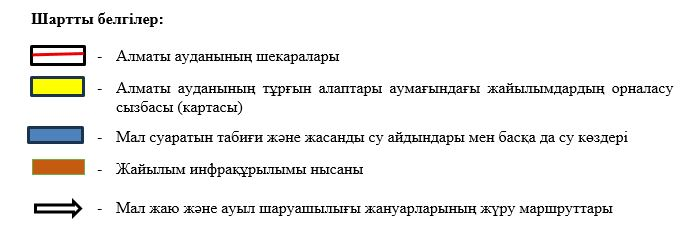 Шартты белгілер:
- Алматы ауданының шекаралары
- Алматы ауданының тұрғын алаптары аумағындағы жайылымдардың орналасу
сызбасы (картасы)
- Мал суаратын табиғи және жасанды су айдындары мен басқа да су көздері
- Жайылым инфрақұрылымы нысаны
- Мал жаю және ауыл шаруашылығы жануарларының жүру маршруттары